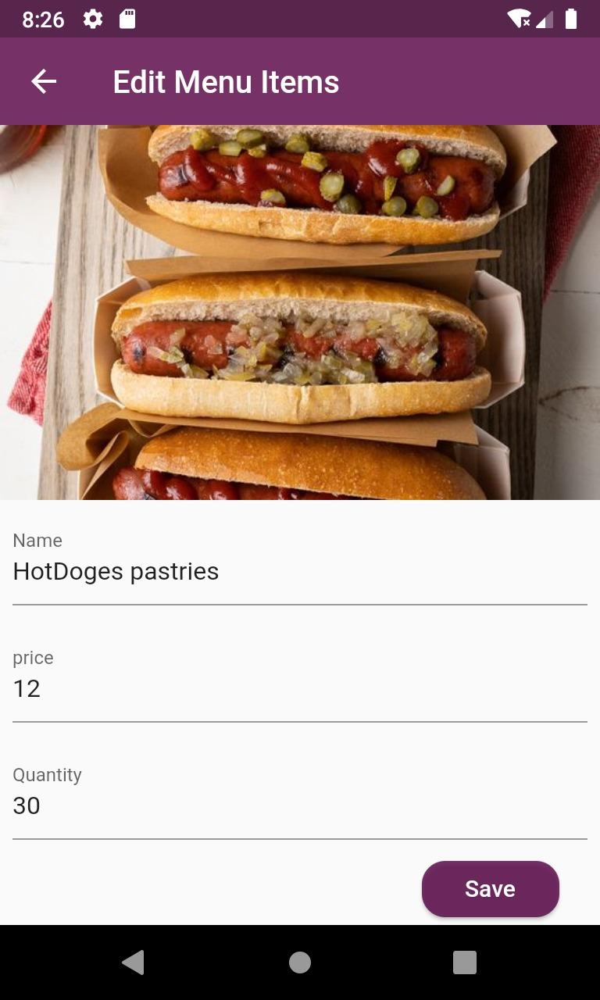 8:26
Edit Menu Items
Name
HotDoges pastries
price
12
Quantity
30
Save